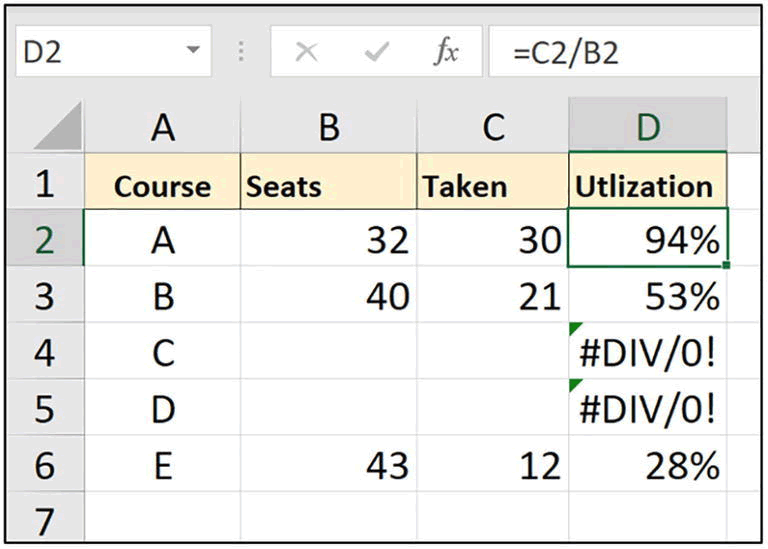 D2 fx =C2/B2
A B C D
1 Course Seats Taken Utlization
2 A 32 30 94%
3 B 40 21 53%
4 C #DIV/0!
5 D #DIV/0!
6 E 43 12 28%
7